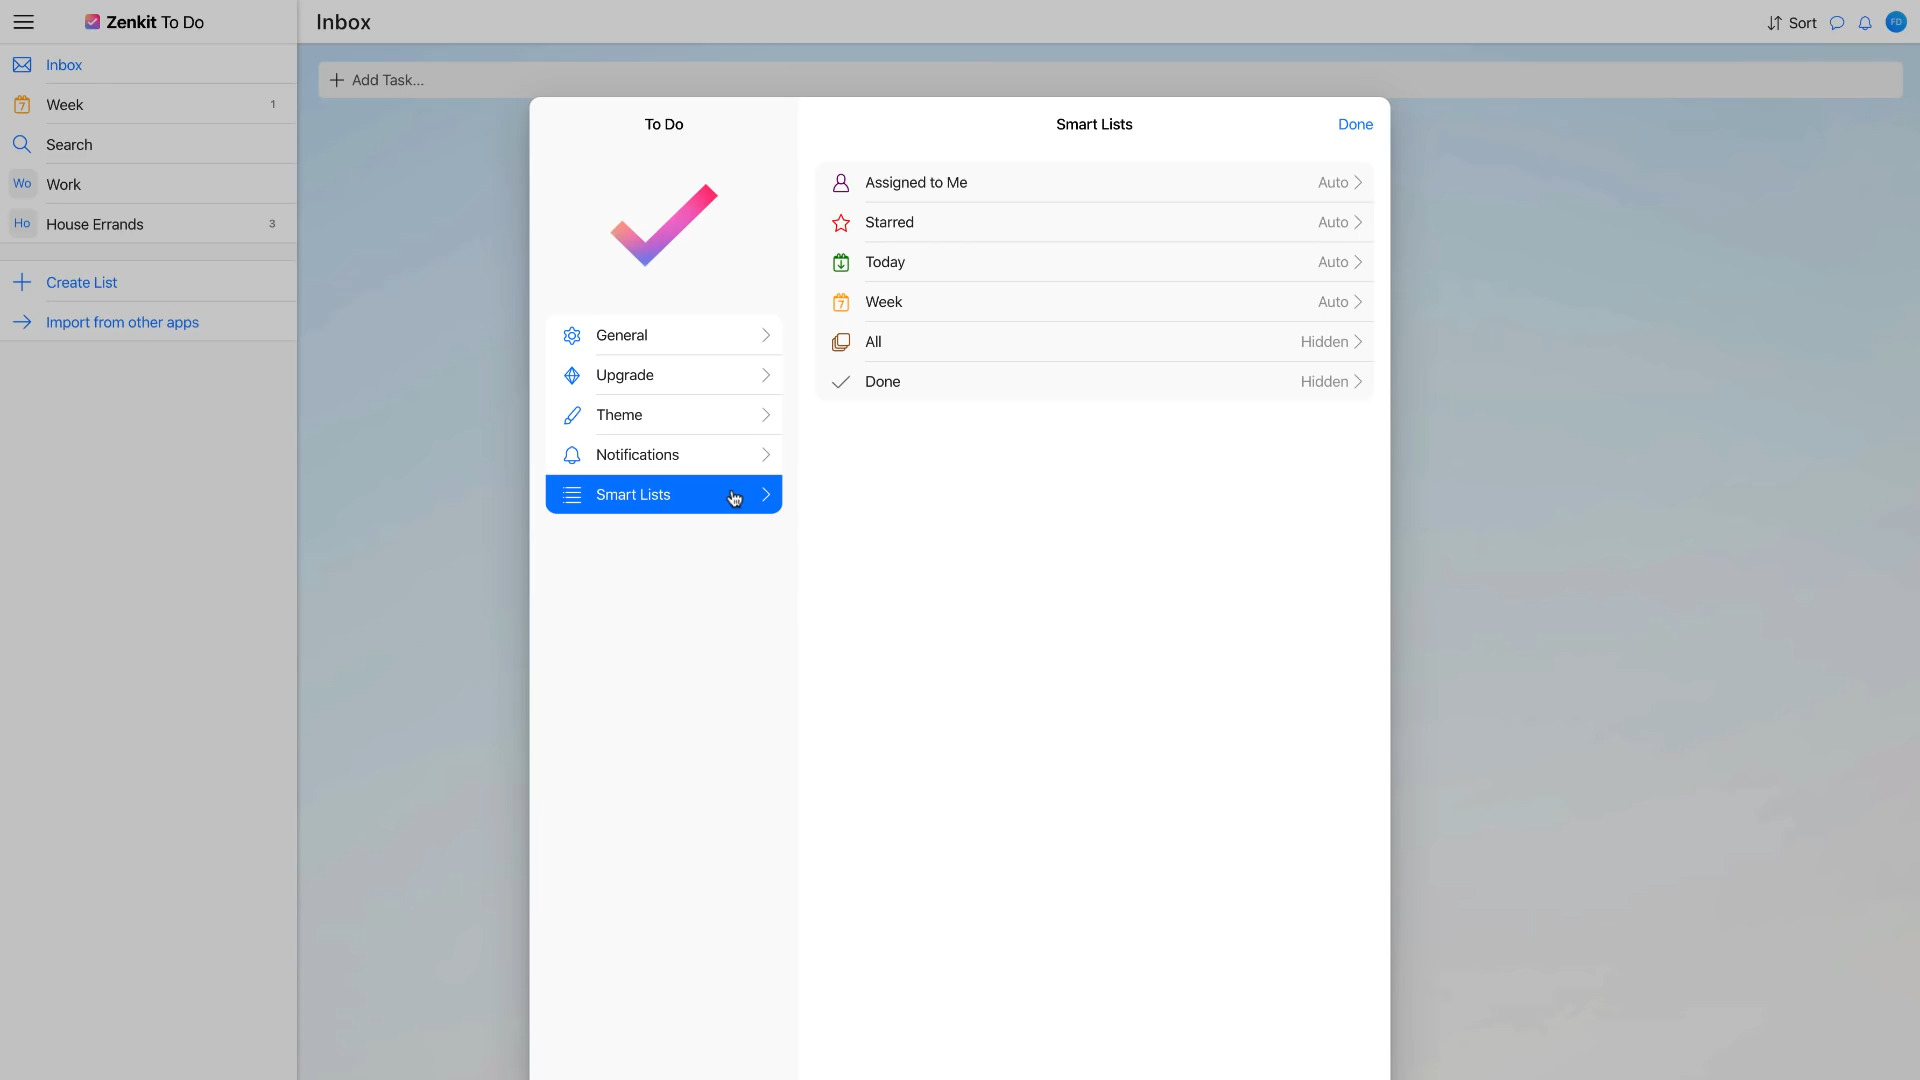 Zenkit To Do
Inbox
Sort
FD
Inbox
7 Week 1
Search
Wo Work
Ho House Errands 3
Create List
Import from other apps
Add Task...
To Do
General
Upgrade
Theme
Notifications
Smart Lists
Smart Lists
Done
Assigned to Me Auto
Starred Auto
Today Auto
7 Week Auto
All Hidden
Done Hidden